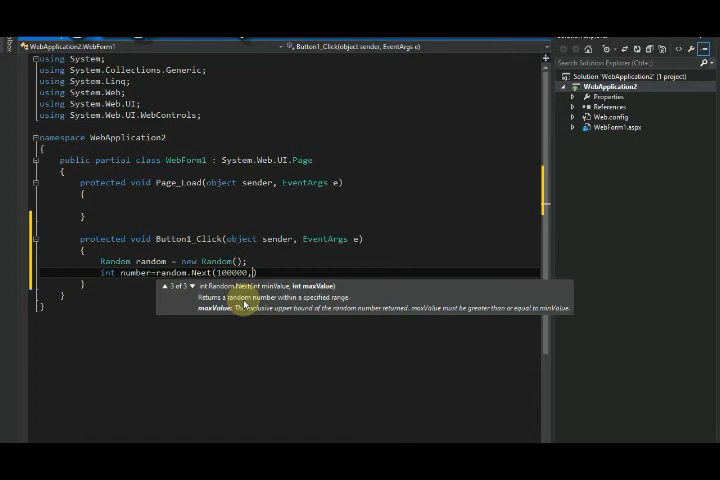 WebApplication2.WebForm1
Button1_Click(object sender, EventArgs e)
using System;
using System.Collections.Generic;
using System.Linq;
using System.Web;
using System.Web.UI;
using System.Web.UI.WebControls;
namespace WebApplication2
{
public partial class WebForm1 : System.Web.UI.Page
{
protected void Page_Load(object sender, EventArgs e)
{
}
protected void Button1_Click(object sender, EventArgs e)
{
Random random = new Random();
int number=random.Next(100000,)
}
}
}
3 of 3 int Random.Next(int minValue, int maxValue)
Returns a random number within a specified range.
maxValue: The exclusive upper bound of the random number returned. maxValue must be greater than or equal to minValue.
Search Solution Explorer (Ctrl+;)
Solution 'WebApplication2' (1 project)
WebApplication2
Properties
References
Web.config
WebForm1.aspx